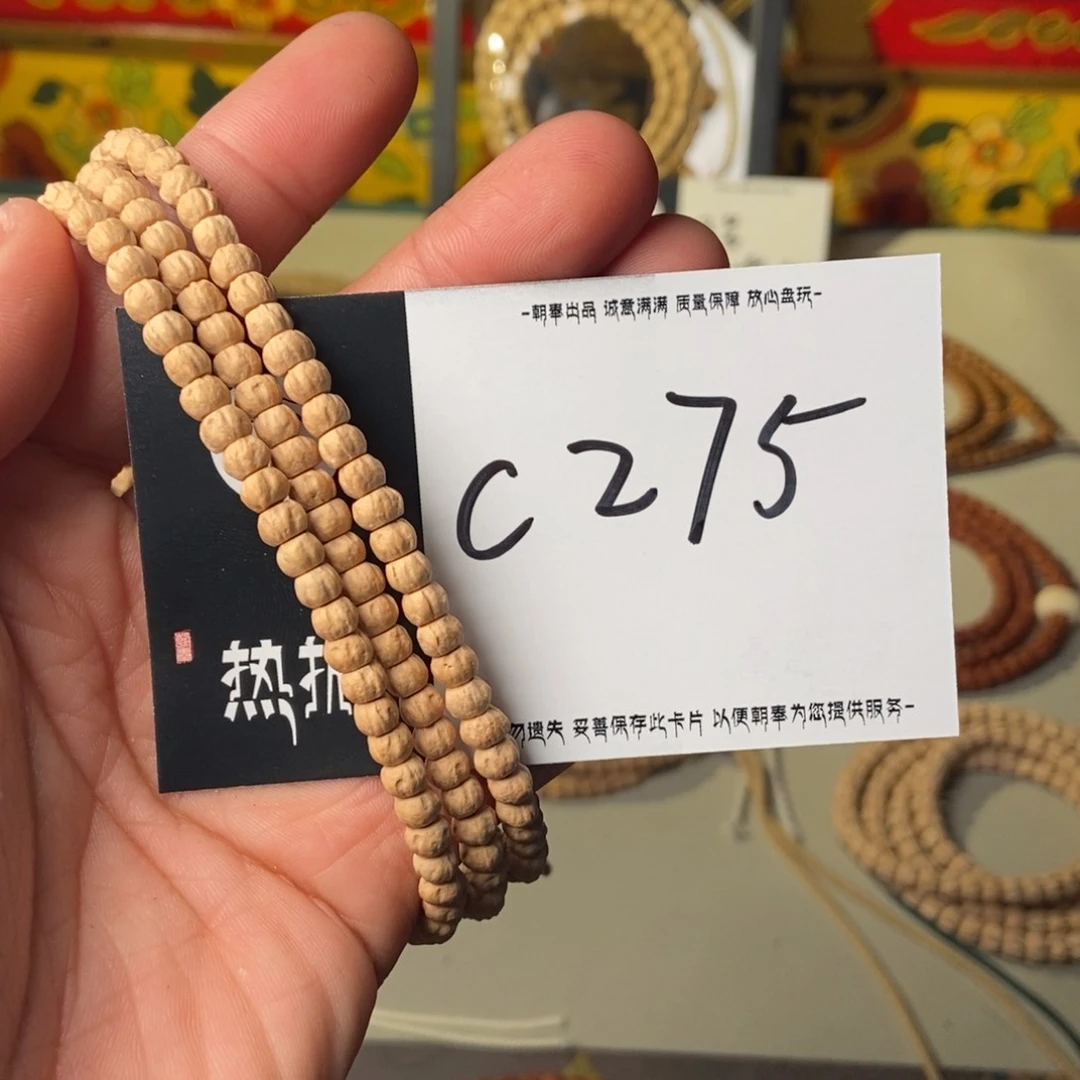 -朝奉出品 诚意满满 质量保障 放心盘玩-
C275
热
勿遗失 妥善保存此卡片 以便朝奉为您提供服务-